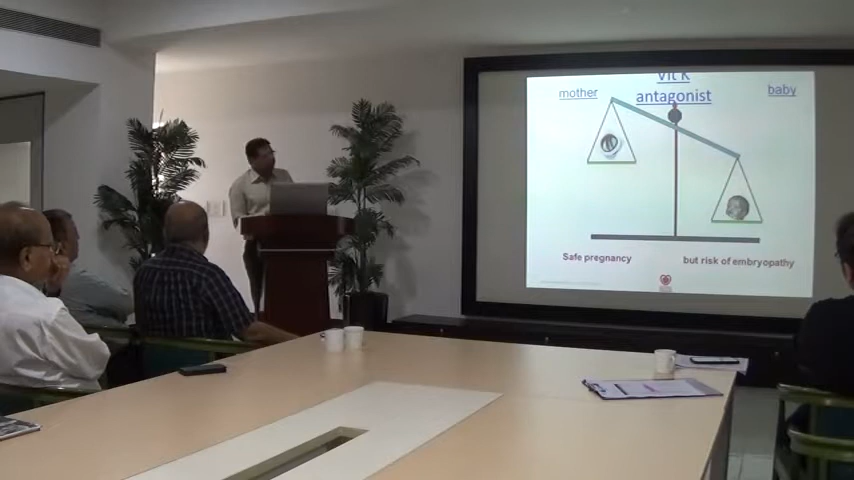 Vit K
mother
antagonist
baby
Safe pregnancy
but risk of embryopathy